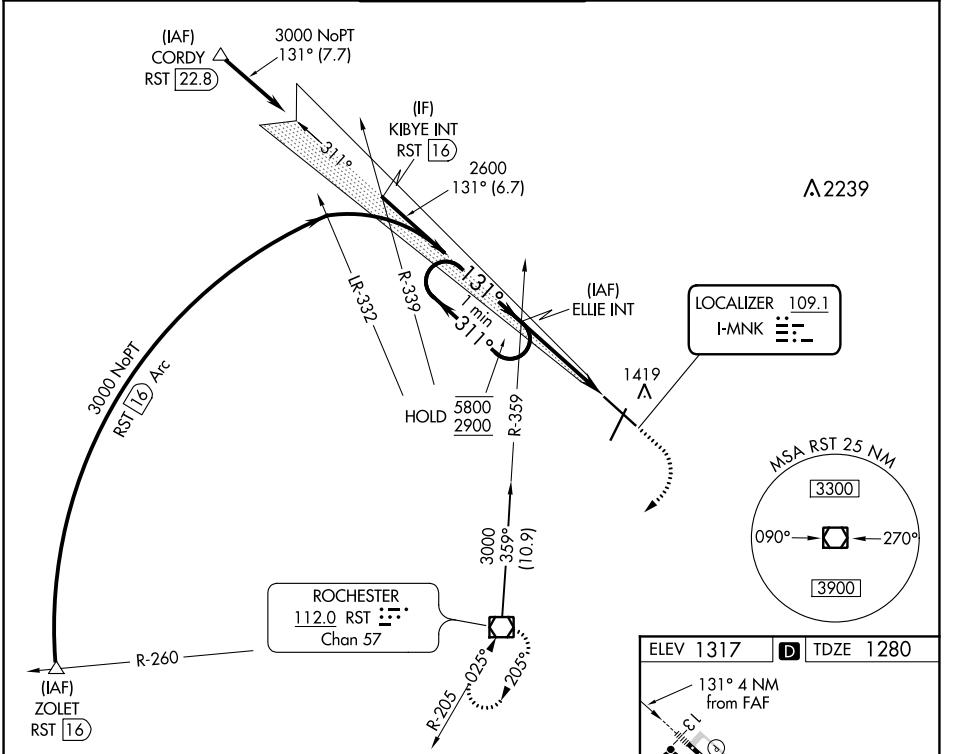 (IAF)
CORDY
RST 22.8
3000 NoPT
131° (7.7)
(IF)
KIBYE INT
RST 16
2600
131° (6.7)
2239
311°
LR-332
R-339
131°
1 min
311°
(IAF)
ELLIE INT
LOCALIZER 109.1
I-MNK
1419
3000 NoPT
RST 16 Arc
HOLD
5800
2900
R-359
MSA RST 25 NM
3300
090°
270°
3900
3000
359°
(10.9)
ROCHESTER
112.0 RST
Chan 57
R-260
(IAF)
ZOLET
RST 16
R-205
025°
205°
ELEV 1317
D
TDZE 1280
131° 4 NM
from FAF
13
P